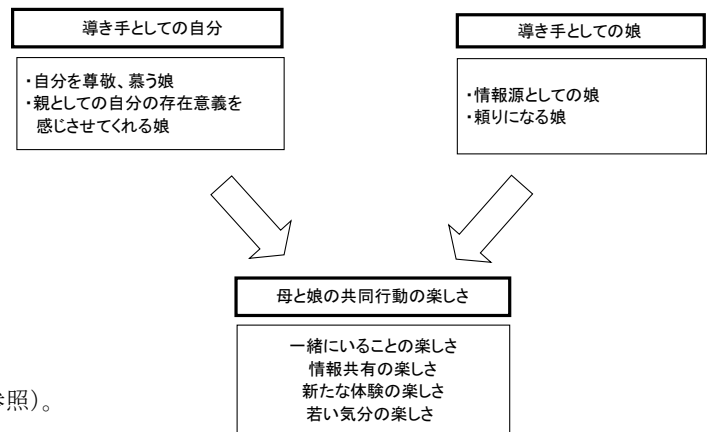 導き手としての自分
・自分を尊敬、慕う娘
・親としての自分の存在意義を
感じさせてくれる娘
導き手としての娘
・情報源としての娘
・頼りになる娘
母と娘の共同行動の楽しさ
一緒にいることの楽しさ
情報共有の楽しさ
新たな体験の楽しさ
若い気分の楽しさ
参照)。